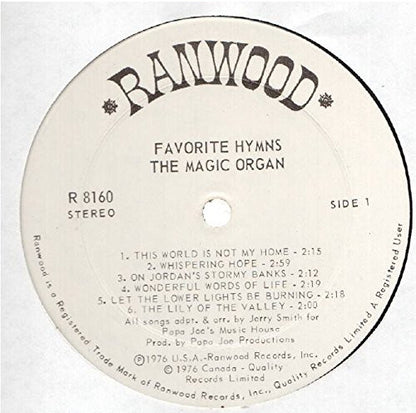 RANWOOD
FAVORITE HYMNS
THE MAGIC ORGAN
R 8160
STEREO
SIDE 1
1. THIS WORLD IS NOT MY HOME - 2:15
2. WHISPERING HOPE - 2:59
3. ON JORDAN'S STORMY BANKS - 2:12
4. WONDERFUL WORDS OF LIFE - 2:19
5. LET THE LOWER LIGHTS BE BURNING - 2:18
6. THE LILY OF THE VALLEY - 2:00
All songs adpt. & arr. by Jerry Smith for
Papa Joe's Music House
Prod. by Papa Joe Productions
Ⓟ1976 U.S.A.-Ranwood Records, Inc.
©1976 Canada - Quality
Records Limited
Ranwood is a Registered Trade Mark of Ranwood Records, Inc., Quality Records Limited is A Registered User